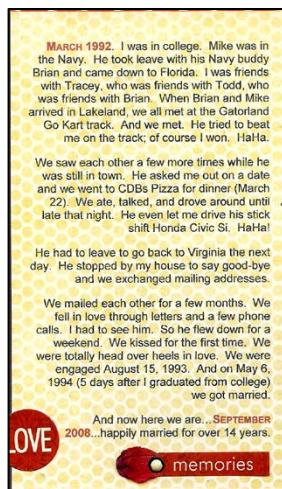 MARCH 1992. I was in college. Mike was in
the Navy. He took leave with his Navy buddy
Brian and came down to Florida. I was friends
with Tracey, who was friends with Todd, who
was friends with Brian. When Brian and Mike
arrived in Lakeland, we all met at the Gatorland
Go Kart track. And we met. He tried to beat
me on the track; of course I won. HaHa.
We saw each other a few more times while he
was still in town. He asked me out on a date
and we went to CDBs Pizza for dinner (March
22). We ate, talked, and drove around until
late that night. He even let me drive his stick
shift Honda Civic Si. HaHa!
He had to leave to go back to Virginia the next
day. He stopped by my house to say good-bye
and we exchanged mailing addresses.
We mailed each other for a few months. We
fell in love through letters and a few phone
calls. I had to see him. So he flew down for a
weekend. We kissed for the first time. We
were totally head over heels in love. We were
engaged August 15, 1993. And on May 6,
1994 (5 days after I graduated from college)
we got married.
And now here we are...SEPTEMBER
2008...happily married for over 14 years.
LOVE
memories